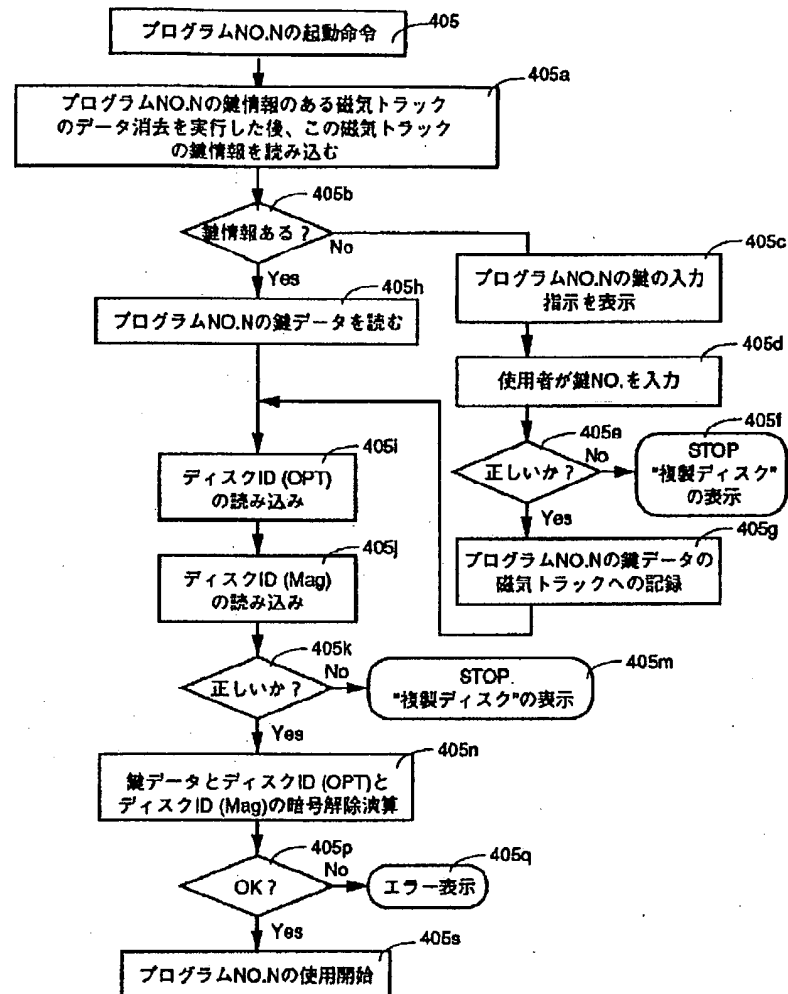 プログラムNO.Nの起動命令
405
405a
プログラムNO.Nの鍵情報のある磁気トラック
のデータ消去を実行した後、この磁気トラック
の鍵情報を読み込む
405b
鍵情報ある?
No
Yes
405c
プログラムNO.Nの鍵の入力
指示を表示
405h
プログラムNO.Nの鍵データを読む
405d
使用者が鍵NO.を入力
405e
正しいか?
No
Yes
405f
STOP
"複製ディスク"
の表示
405g
プログラムNO.Nの鍵データの
磁気トラックへの記録
405i
ディスクID (OPT)
の読み込み
405j
ディスクID (Mag)
の読み込み
405k
正しいか?
No
Yes
405m
STOP.
"複製ディスク"の表示
405n
鍵データとディスクID (OPT)と
ディスクID (Mag)の暗号解除演算
405p
OK?
No
Yes
405q
エラー表示
405s
プログラムNO.Nの使用開始